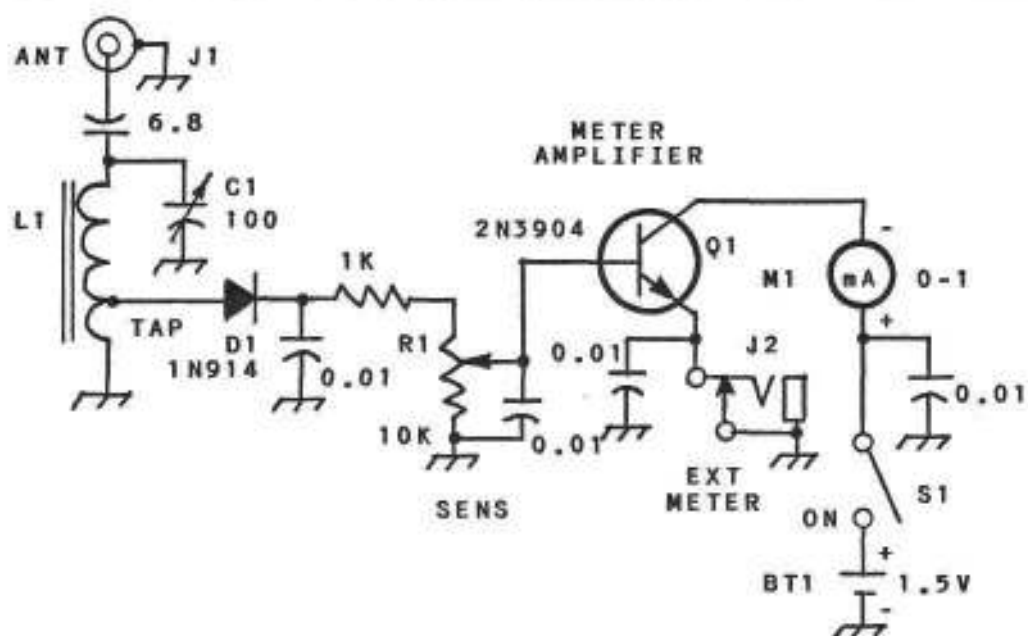 ANT
J1
6.8
METER
AMPLIFIER
L1
C1
100
2N3904
Q1
1K
M1
mA
0-1
-
+
TAP
D1
1N914
R1
0.01
J2
0.01
0.01
10K
0.01
SENS
EXT
METER
S1
ON
+
BT1
1.5V
-